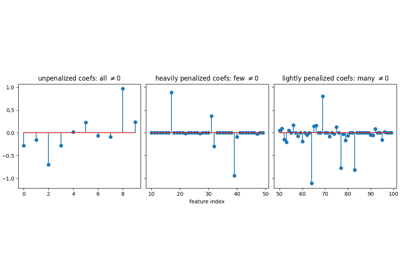 unpenalized coefs: all ≠0
heavily penalized coefs: few ≠0
lightly penalized coefs: many ≠0
1.0
0.5
0.0
−0.5
−1.0
0 2 4 6 8
10 20 30 40 50
50 60 70 80 90 100
feature index